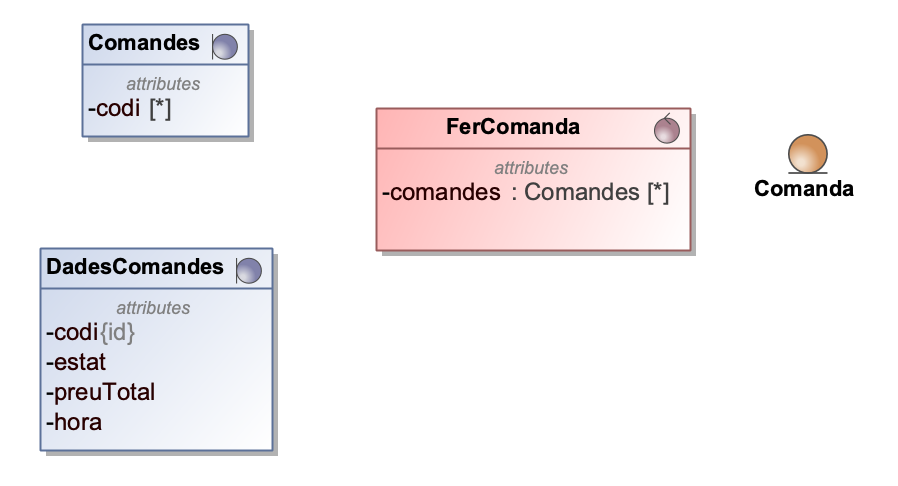 Comandes
attributes
-codi [*]
FerComanda
attributes
-comandes : Comandes [*]
Comanda
DadesComandes
attributes
-codi{id}
-estat
-preuTotal
-hora